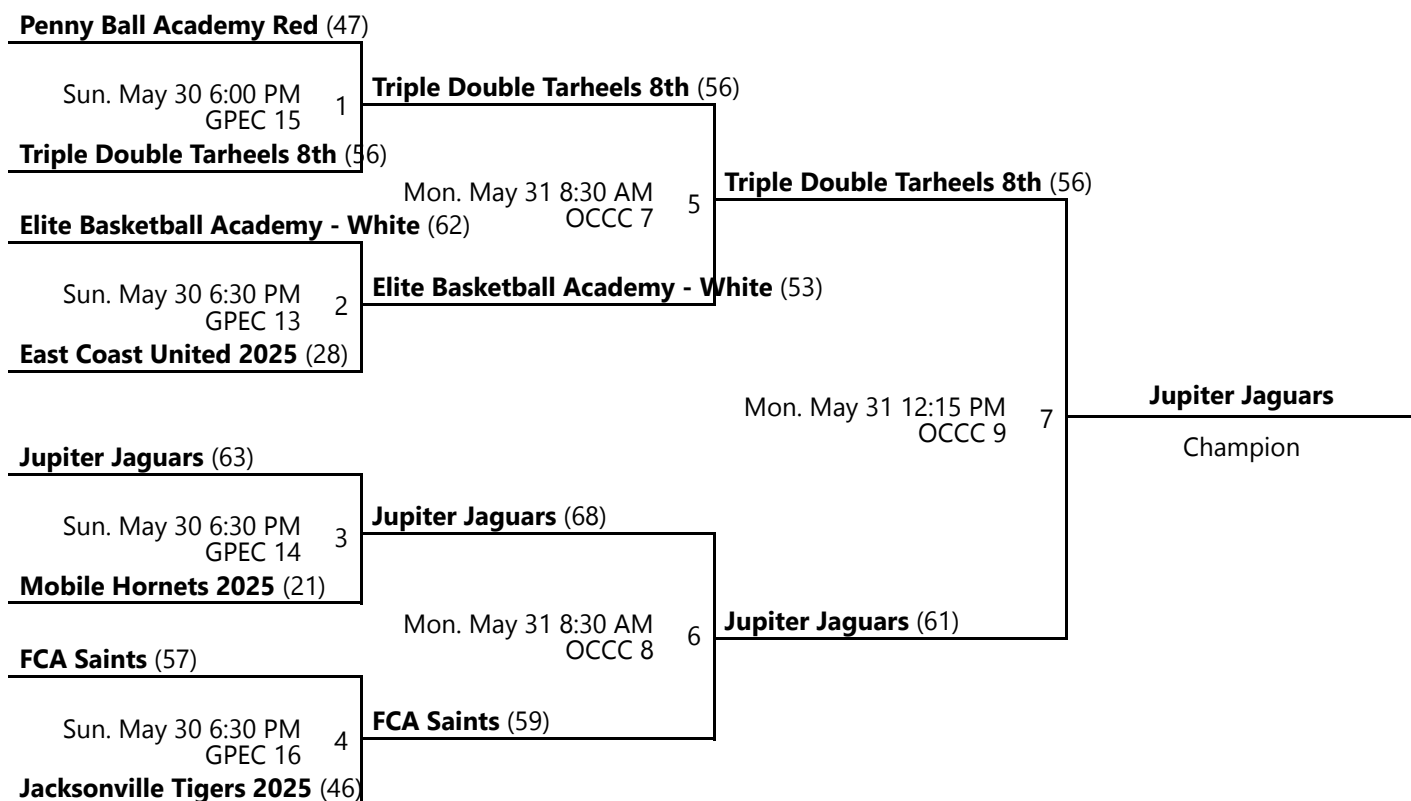 Penny Ball Academy Red (47)
Sun. May 30 6:00 PM
GPEC 15
1
Triple Double Tarheels 8th (56)
Elite Basketball Academy - White (62)
Sun. May 30 6:30 PM
GPEC 13
2
East Coast United 2025 (28)
Jupiter Jaguars (63)
Sun. May 30 6:30 PM
GPEC 14
3
Mobile Hornets 2025 (21)
FCA Saints (57)
Sun. May 30 6:30 PM
GPEC 16
4
Jacksonville Tigers 2025 (46)
Triple Double Tarheels 8th (56)
Mon. May 31 8:30 AM
OCCC 7
5
Elite Basketball Academy - White (53)
Jupiter Jaguars (68)
Mon. May 31 8:30 AM
OCCC 8
6
FCA Saints (59)
Triple Double Tarheels 8th (56)
Mon. May 31 12:15 PM
OCCC 9
7
Jupiter Jaguars (61)
Jupiter Jaguars
Champion